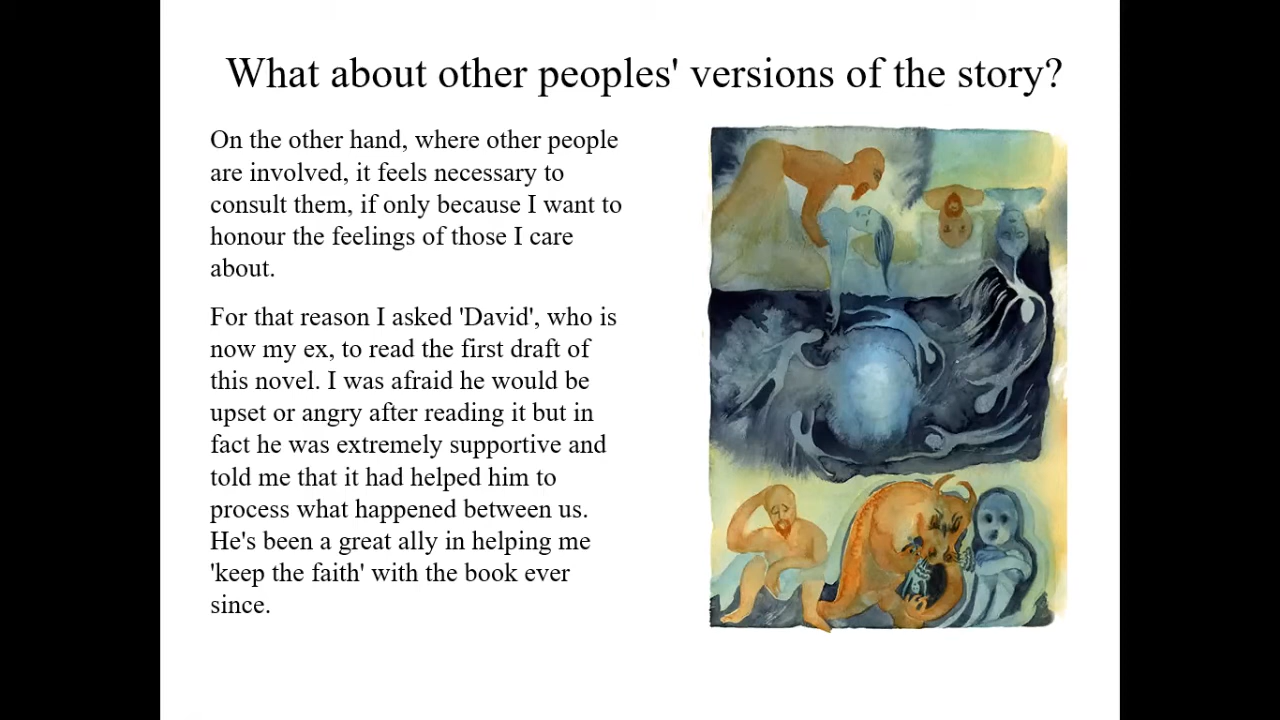 What about other peoples' versions of the story?
On the other hand, where other people
are involved, it feels necessary to
consult them, if only because I want to
honour the feelings of those I care
about.
For that reason I asked 'David', who is
now my ex, to read the first draft of
this novel. I was afraid he would be
upset or angry after reading it but in
fact he was extremely supportive and
told me that it had helped him to
process what happened between us.
He's been a great ally in helping me
'keep the faith' with the book ever
since.